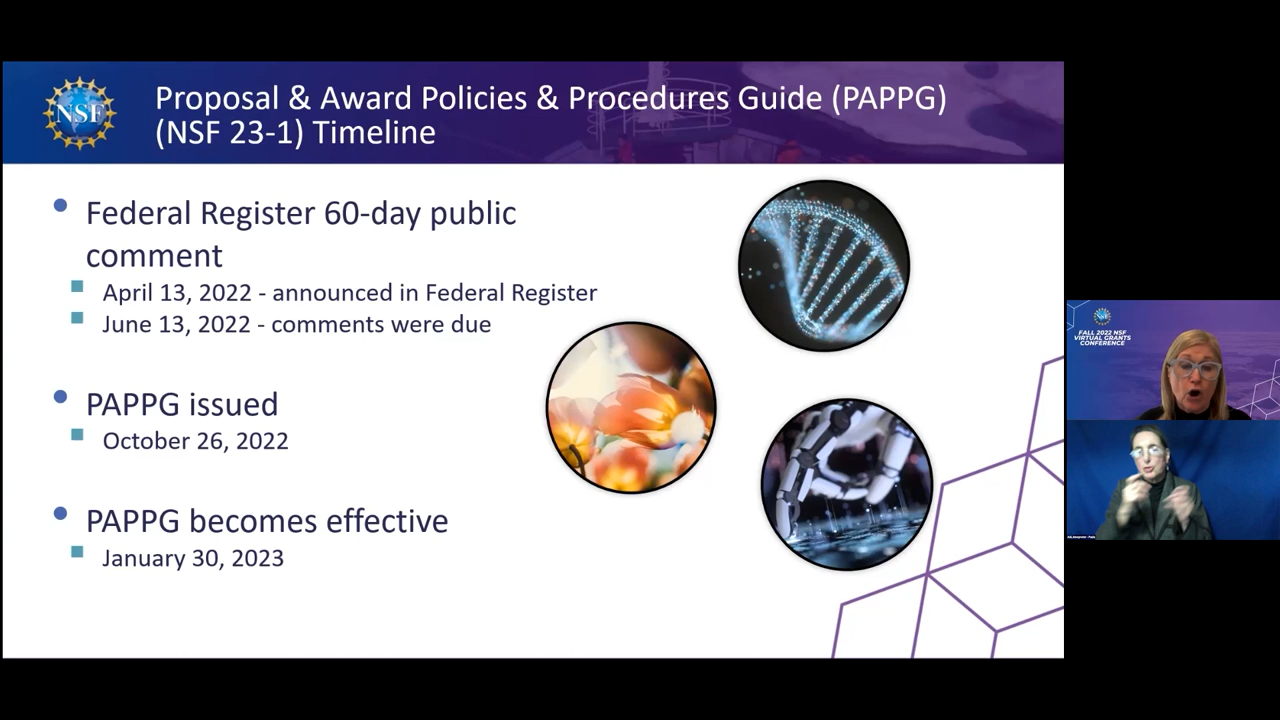 NSF
Proposal & Award Policies & Procedures Guide (PAPPG)
(NSF 23-1) Timeline
Federal Register 60-day public
comment
April 13, 2022 - announced in Federal Register
June 13, 2022 - comments were due
PAPPG issued
October 26, 2022
PAPPG becomes effective
January 30, 2023
FALL 2022 NSF
VIRTUAL GRANTS
CONFERENCE